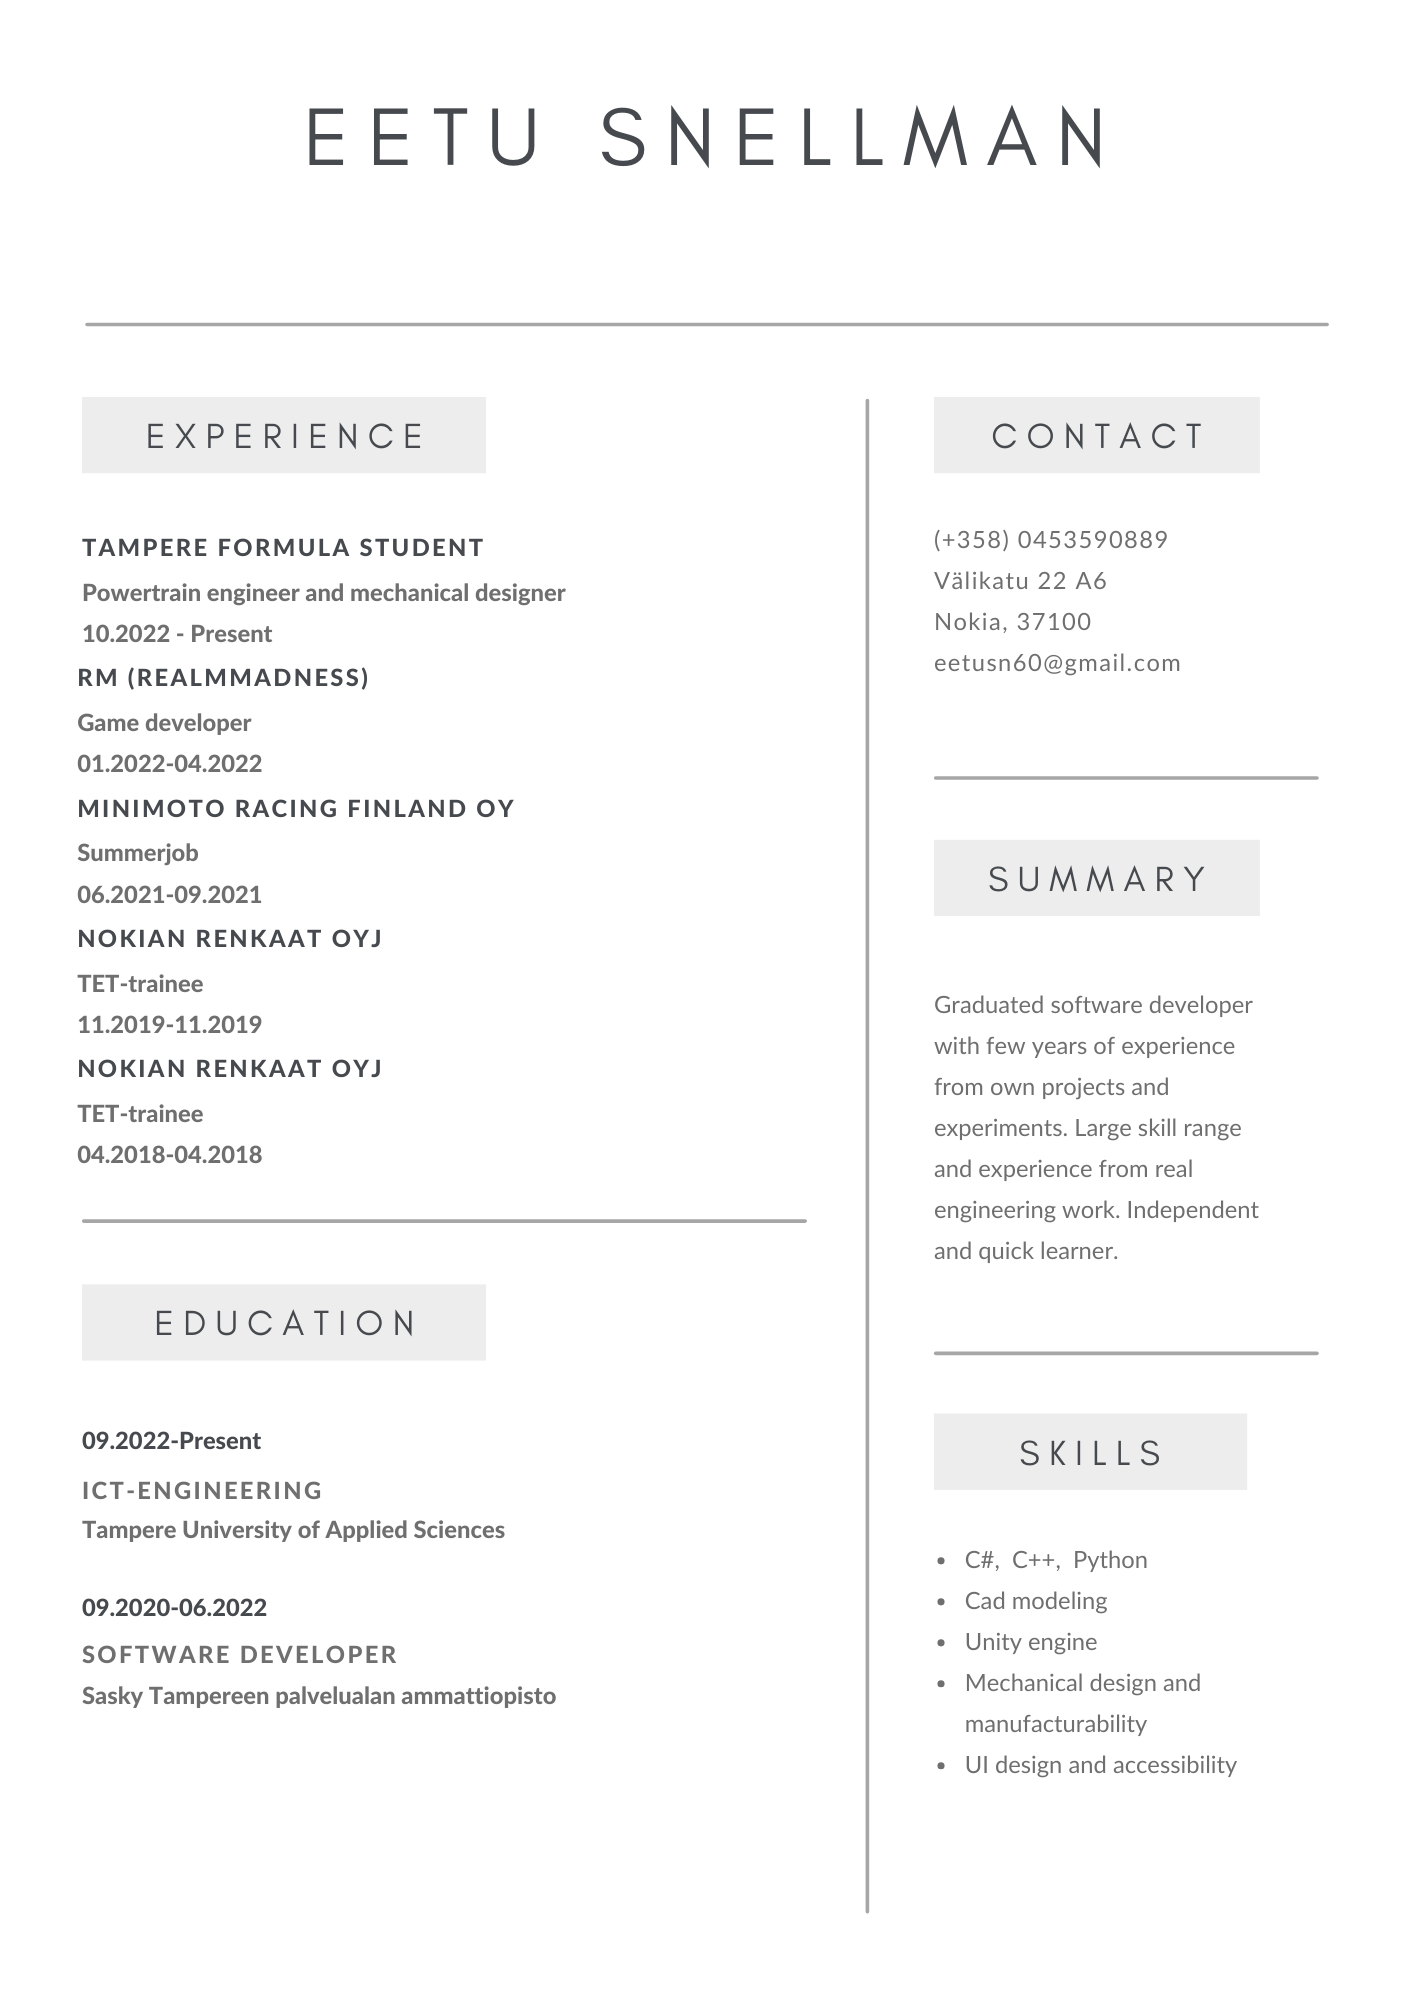 EETU SNELLMAN
EXPERIENCE
TAMPERE FORMULA STUDENT
Powertrain engineer and mechanical designer
10.2022 - Present
RM (REALMMADNESS)
Game developer
01.2022-04.2022
MINIMOTO RACING FINLAND OY
Summerjob
06.2021-09.2021
NOKIAN RENKAAT OYJ
TET-trainee
11.2019-11.2019
NOKIAN RENKAAT OYJ
TET-trainee
04.2018-04.2018
EDUCATION
09.2022-Present
ICT-ENGINEERING
Tampere University of Applied Sciences
09.2020-06.2022
SOFTWARE DEVELOPER
Sasky Tampereen palvelualan ammattiopisto
CONTACT
(+358) 0453590889
Välikatu 22 A6
Nokia, 37100
eetusn60@gmail.com
SUMMARY
Graduated software developer
with few years of experience
from own projects and
experiments. Large skill range
and experience from real
engineering work. Independent
and quick learner.
SKILLS
• C#, C++, Python
• Cad modeling
• Unity engine
• Mechanical design and
manufacturability
• UI design and accessibility